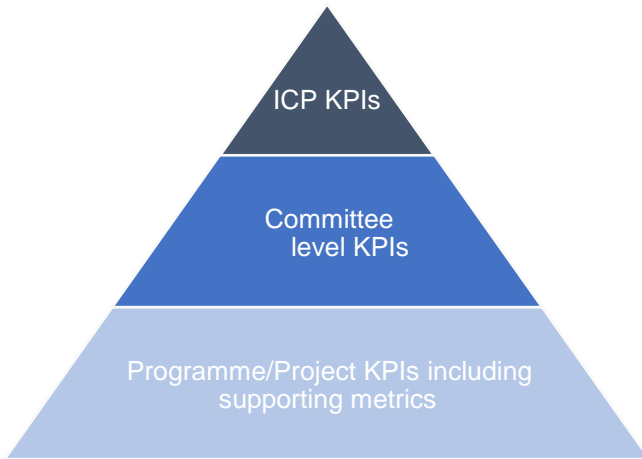 ICP KPIs
Committee
level KPIs
Programme/Project KPIs including
supporting metrics